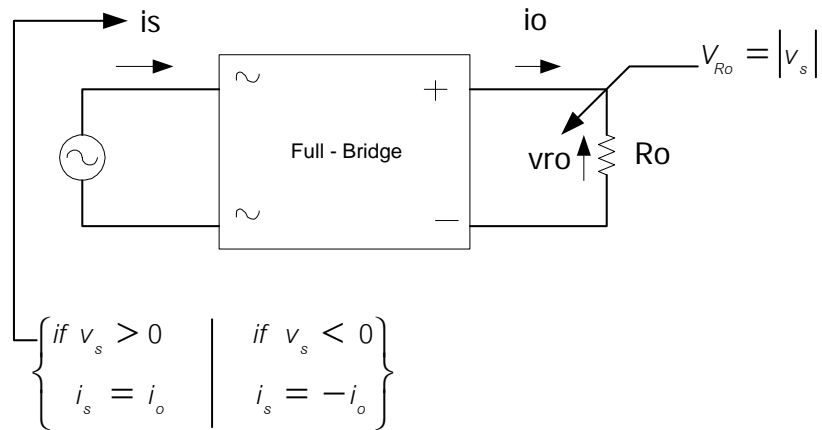 is
io
V_Ro = |v_s|
~
+
Full - Bridge
vro
Ro
~
—
if v_s > 0 | if v_s < 0
i_s = i_o | i_s = −i_o